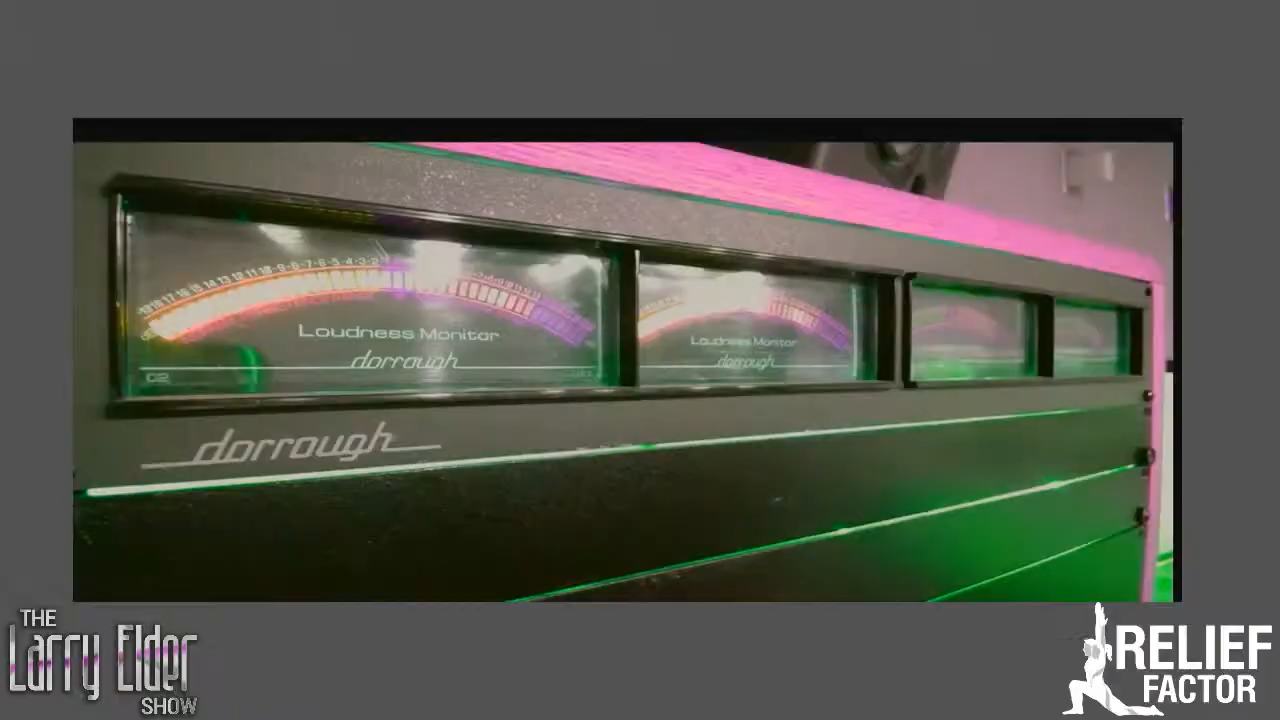 Loudness Monitor
dorrough
Loudness Monitor
dorrough
dorrough
THE
Larry Elder
SHOW
RELIEF
FACTOR